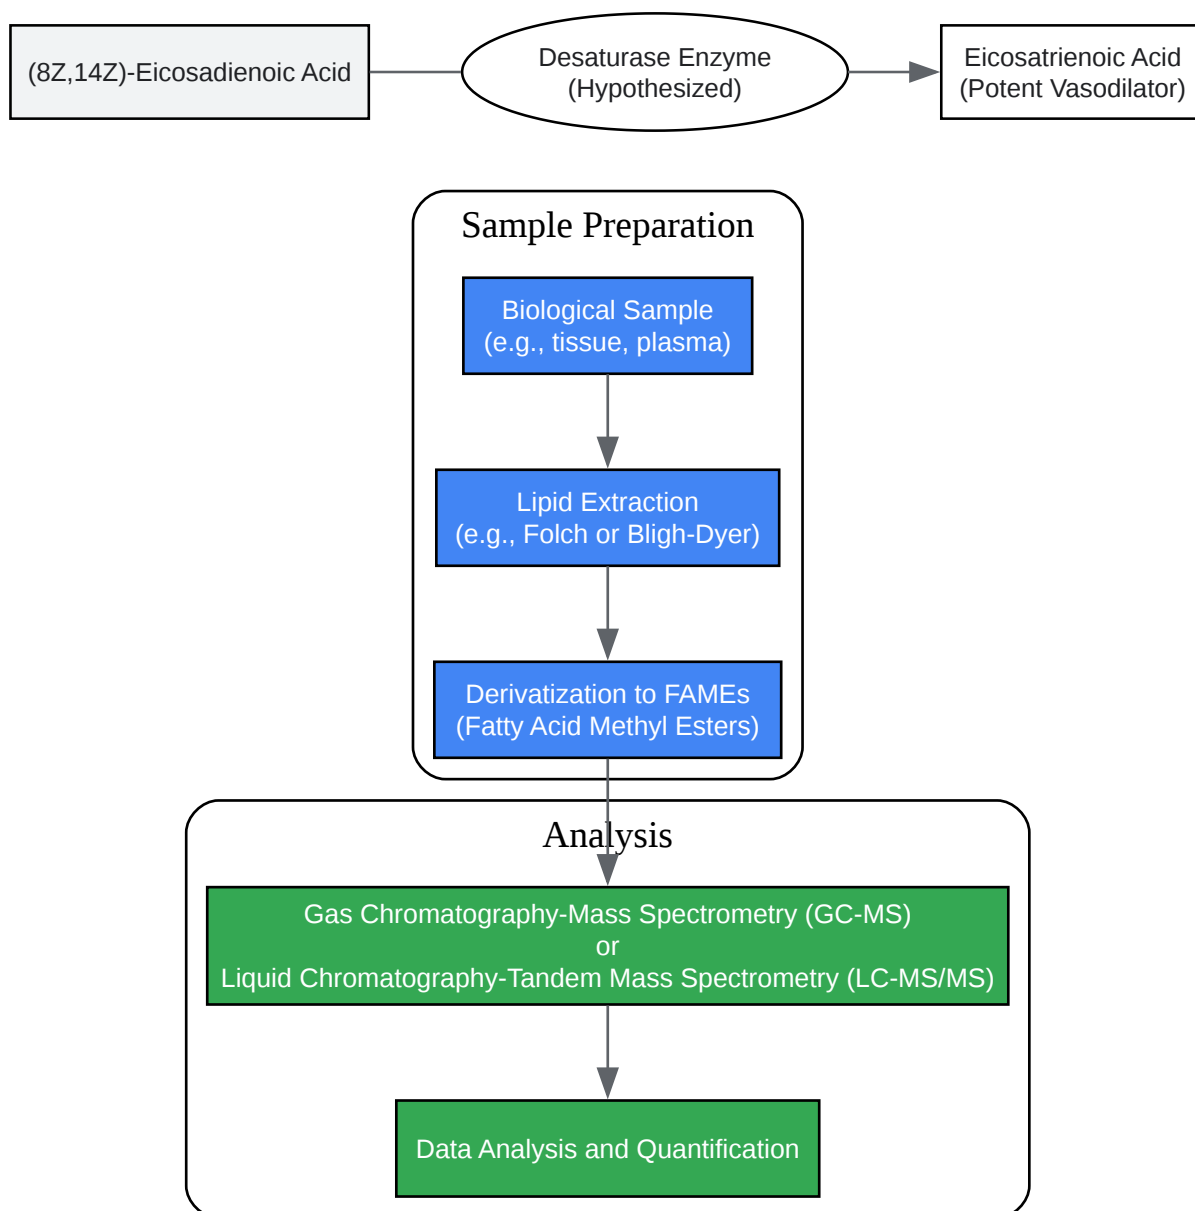 (8Z,14Z)-Eicosadienoic Acid
Desaturase Enzyme
(Hypothesized)
Eicosatrienoic Acid
(Potent Vasodilator)
Sample Preparation
Biological Sample
(e.g., tissue, plasma)
Lipid Extraction
(e.g., Folch or Bligh-Dyer)
Derivatization to FAMEs
(Fatty Acid Methyl Esters)
Analysis
Gas Chromatography-Mass Spectrometry (GC-MS)
or
Liquid Chromatography-Tandem Mass Spectrometry (LC-MS/MS)
Data Analysis and Quantification